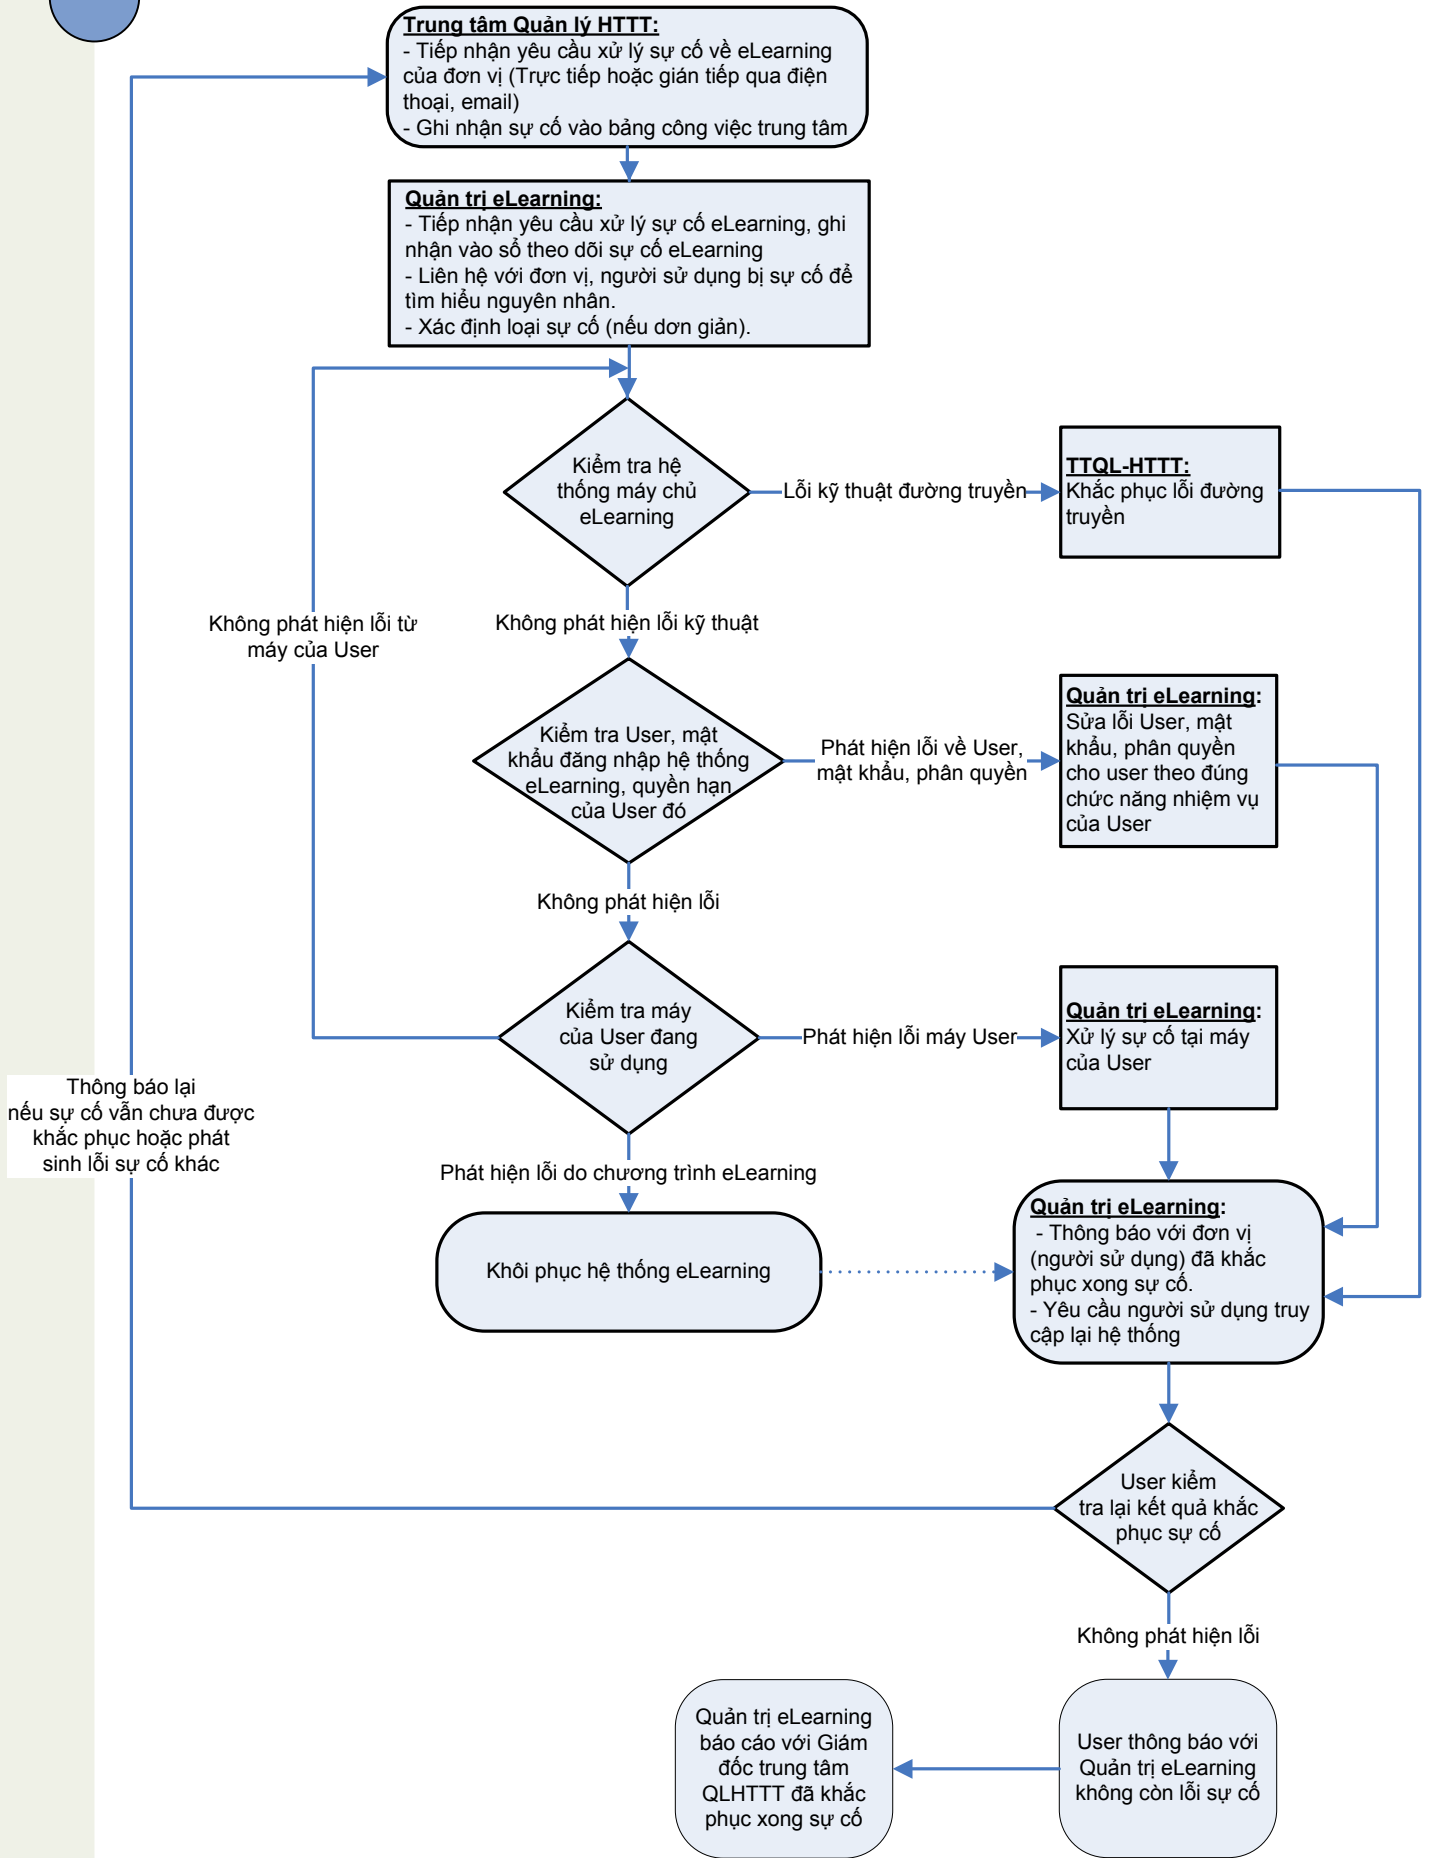 Trung tâm Quản lý HTTT:
- Tiếp nhận yêu cầu xử lý sự cố về eLearning
của đơn vị (Trực tiếp hoặc gián tiếp qua điện
thoại, email)
- Ghi nhận sự cố vào bảng công việc trung tâm
Quản trị eLearning:
- Tiếp nhận yêu cầu xử lý sự cố eLearning, ghi
nhận vào sổ theo dõi sự cố eLearning
- Liên hệ với đơn vị, người sử dụng bị sự cố để
tìm hiểu nguyên nhân.
- Xác định loại sự cố (nếu dơn giản).
Kiểm tra hệ
thống máy chủ
eLearning
Lỗi kỹ thuật đường truyền
TTQL-HTTT:
Khắc phục lỗi đường
truyền
Không phát hiện lỗi từ
máy của User
Không phát hiện lỗi kỹ thuật
Kiểm tra User, mật
khẩu đăng nhập hệ thống
eLearning, quyền hạn
của User đó
Phát hiện lỗi về User,
mật khẩu, phân quyền
Quản trị eLearning:
Sửa lỗi User, mật
khẩu, phân quyền
cho user theo đúng
chức năng nhiệm vụ
của User
Không phát hiện lỗi
Kiểm tra máy
của User đang
sử dụng
Phát hiện lỗi máy User
Quản trị eLearning:
Xử lý sự cố tại máy
của User
Thông báo lại
nếu sự cố vẫn chưa được
khắc phục hoặc phát
sinh lỗi sự cố khác
Phát hiện lỗi do chương trình eLearning
Khôi phục hệ thống eLearning
Quản trị eLearning:
- Thông báo với đơn vị
(người sử dụng) đã khắc
phục xong sự cố.
- Yêu cầu người sử dụng truy
cập lại hệ thống
User kiểm
tra lại kết quả khắc
phục sự cố
Không phát hiện lỗi
Quản trị eLearning
báo cáo với Giám
đốc trung tâm
QLHTTT đã khắc
phục xong sự cố
User thông báo với
Quản trị eLearning
không còn lỗi sự cố